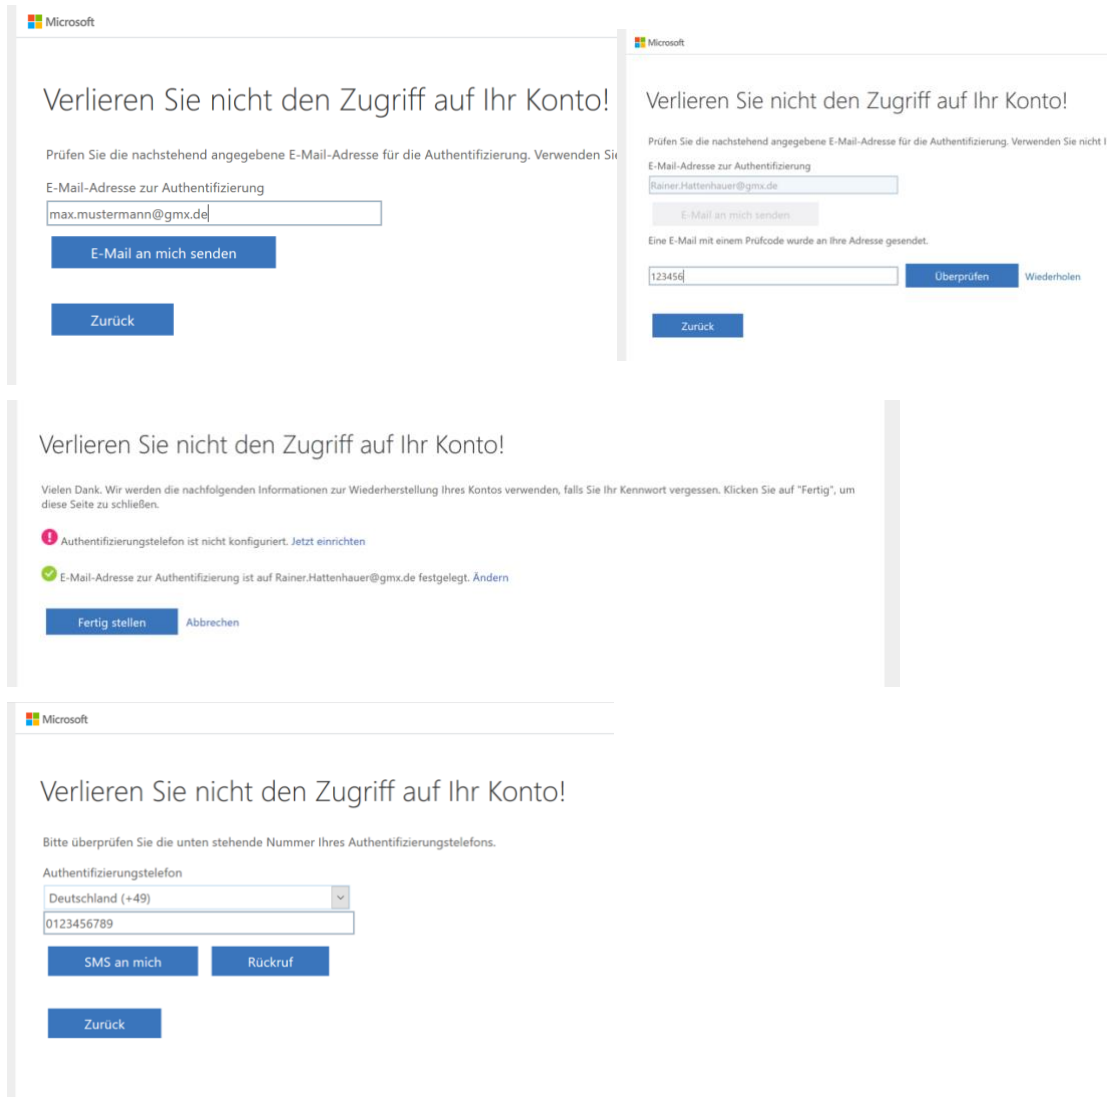 Microsoft
Verlieren Sie nicht den Zugriff auf Ihr Konto!
Prüfen Sie die nachstehend angegebene E-Mail-Adresse für die Authentifizierung. Verwenden Sie
E-Mail-Adresse zur Authentifizierung
max.mustermann@gmx.de
E-Mail an mich senden
Zurück
Microsoft
Verlieren Sie nicht den Zugriff auf Ihr Konto!
Prüfen Sie die nachstehend angegebene E-Mail-Adresse für die Authentifizierung. Verwenden Sie nicht
E-Mail-Adresse zur Authentifizierung
Rainer.Hattenhauer@gmx.de
E-Mail an mich senden
Eine E-Mail mit einem Prüfcode wurde an Ihre Adresse gesendet.
123456 Überprüfen Wiederholen
Zurück
Verlieren Sie nicht den Zugriff auf Ihr Konto!
Vielen Dank. Wir werden die nachfolgenden Informationen zur Wiederherstellung Ihres Kontos verwenden, falls Sie Ihr Kennwort vergessen. Klicken Sie auf "Fertig", um
diese Seite zu schließen.
Authentifizierungstelefon ist nicht konfiguriert. Jetzt einrichten
E-Mail-Adresse zur Authentifizierung ist auf Rainer.Hattenhauer@gmx.de festgelegt. Ändern
Fertig stellen Abbrechen
Microsoft
Verlieren Sie nicht den Zugriff auf Ihr Konto!
Bitte überprüfen Sie die unten stehende Nummer Ihres Authentifizierungstelefons.
Authentifizierungstelefon
Deutschland (+49)
0123456789
SMS an mich Rückruf
Zurück